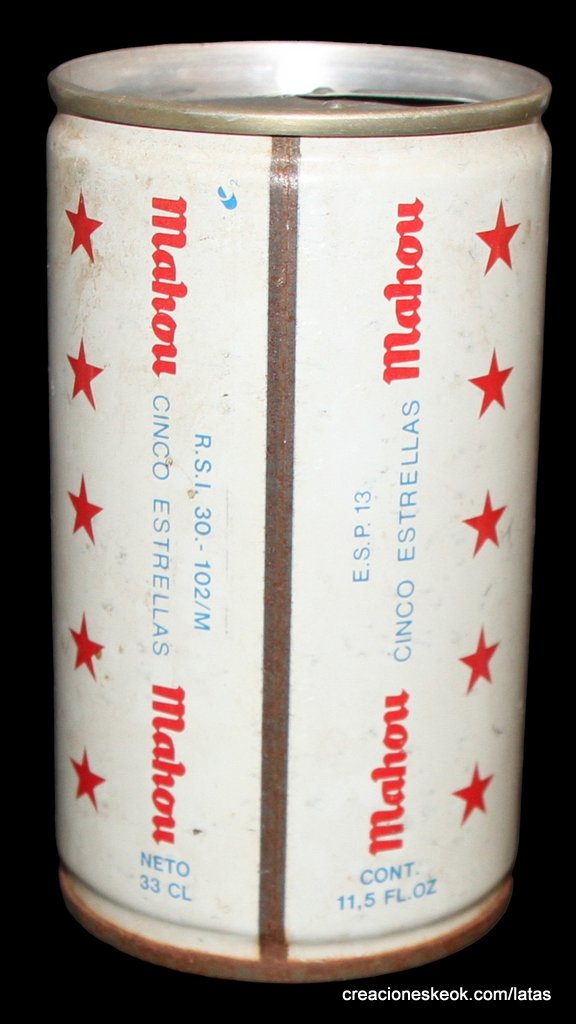 Mahou CINCO ESTRELLAS Mahou
R.S.I. 30.-102/M
NETO
33 CL
E.S.P. 13
Mahou CINCO ESTRELLAS Mahou
CONT.
11,5 FL.OZ
creacioneskeok.com/latas